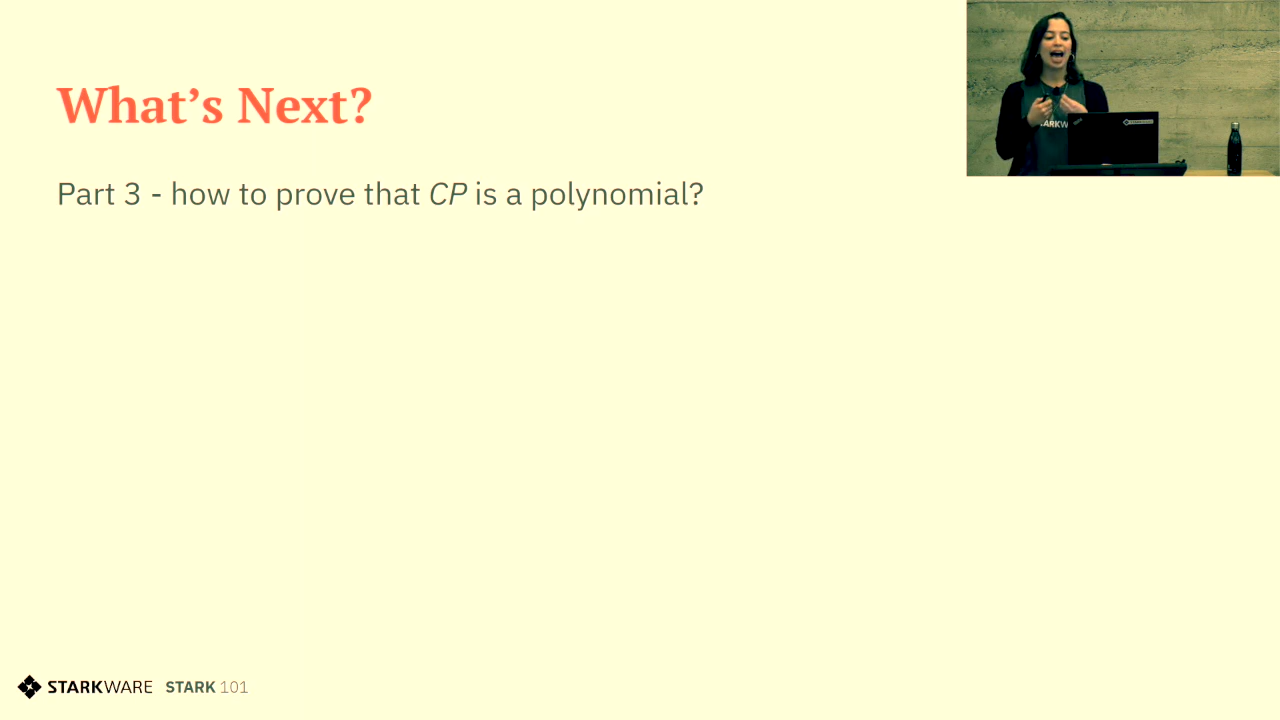 What's Next?
Part 3 - how to prove that CP is a polynomial?
STARKWARE STARK 101